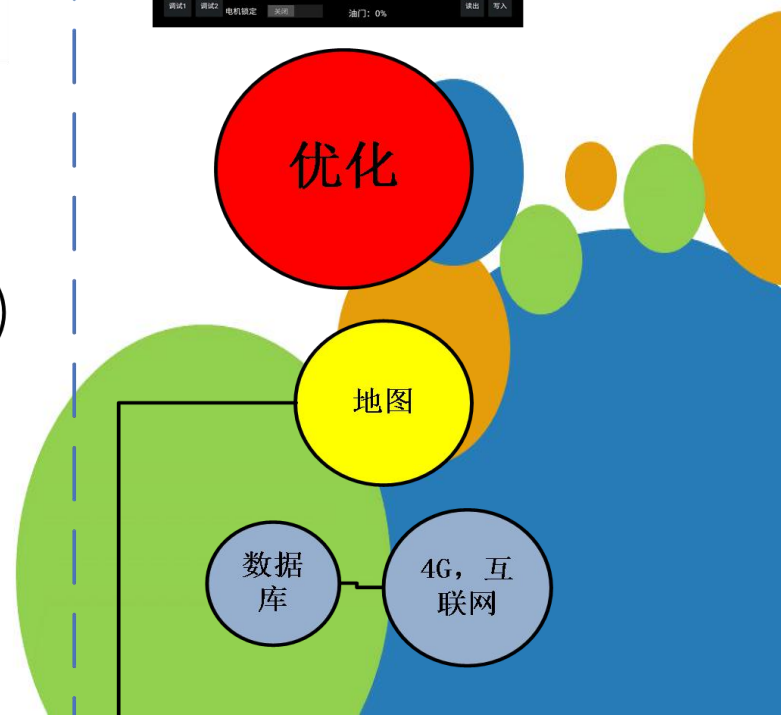 调试1 调试2 电机锁定 关闭 油门：0% 读出 写入
优化
地图
数据
库
4G，互
联网